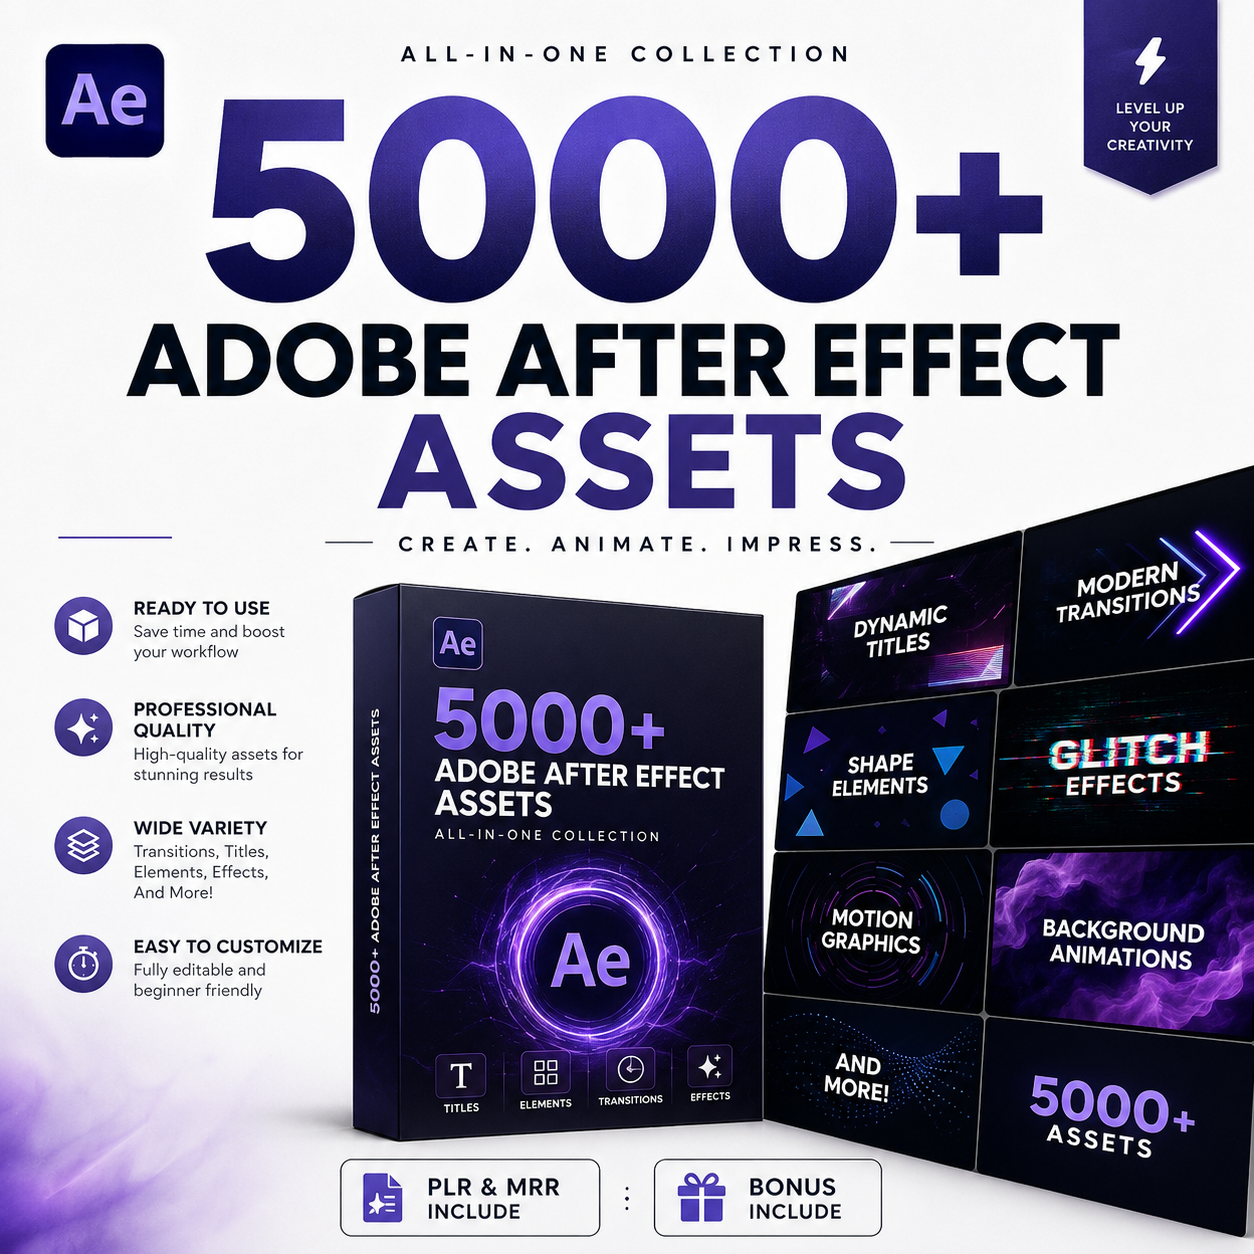 Ae
ALL-IN-ONE COLLECTION
LEVEL UP
YOUR
CREATIVITY
5000+
ADOBE AFTER EFFECT
ASSETS
CREATE. ANIMATE. IMPRESS.
READY TO USE
Save time and boost
your workflow
PROFESSIONAL
QUALITY
High-quality assets for
stunning results
WIDE VARIETY
Transitions, Titles,
Elements, Effects,
And More!
EASY TO CUSTOMIZE
Fully editable and
beginner friendly
5000+ ADOBE AFTER EFFECT ASSETS
Ae
5000+
ADOBE AFTER EFFECT
ASSETS
ALL-IN-ONE COLLECTION
Ae
T
TITLES
ELEMENTS
TRANSITIONS
EFFECTS
DYNAMIC
TITLES
MODERN
TRANSITIONS
SHAPE
ELEMENTS
GLITCH
EFFECTS
MOTION
GRAPHICS
BACKGROUND
ANIMATIONS
AND
MORE!
5000+
ASSETS
PLR & MRR
INCLUDE
BONUS
INCLUDE